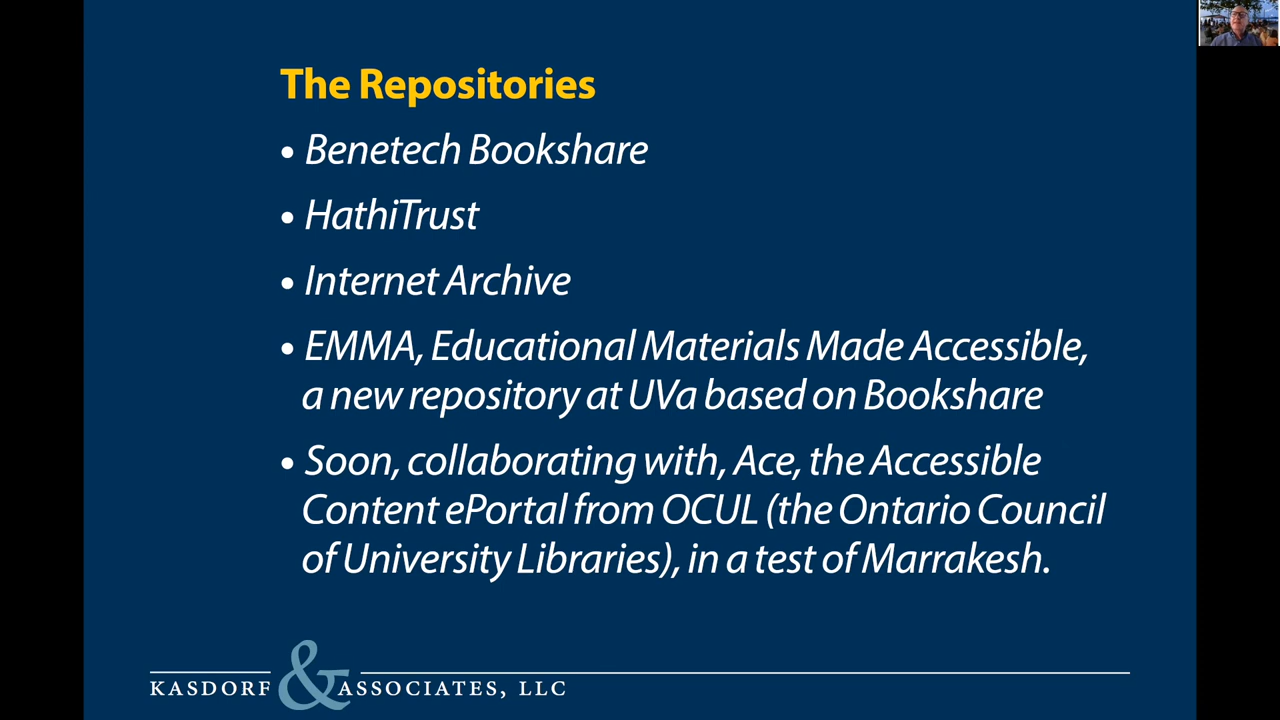 The Repositories
• Benetech Bookshare
• HathiTrust
• Internet Archive
• EMMA, Educational Materials Made Accessible,
a new repository at UVa based on Bookshare
• Soon, collaborating with, Ace, the Accessible
Content ePortal from OCUL (the Ontario Council
of University Libraries), in a test of Marrakesh.
KASDORF & ASSOCIATES, LLC